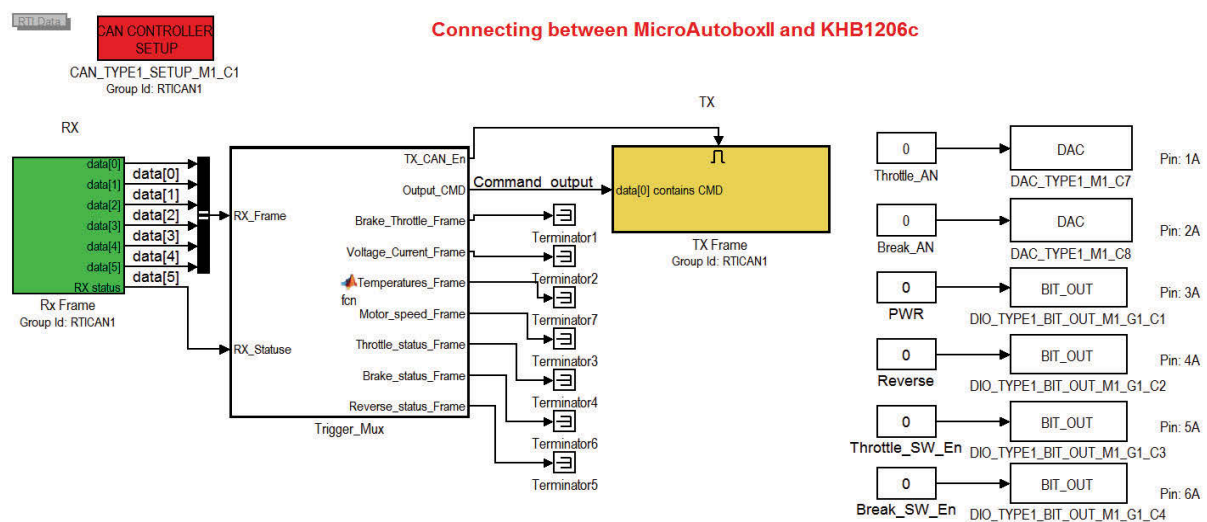 RTI Data
CAN CONTROLLER
SETUP
CAN_TYPE1_SETUP_M1_C1
Group Id: RTICAN1
Connecting between MicroAutoboxII and KHB1206c
RX
data[0]
data[1]
data[2]
data[3]
data[4]
data[5]
RX status
Rx Frame
Group Id: RTICAN1
data[0]
data[1]
data[2]
data[3]
data[4]
data[5]
RX_Frame
RX_Statuse
fcn
TX_CAN_En
Output_CMD
Brake_Throttle_Frame
Voltage_Current_Frame
Temperatures_Frame
Motor_speed_Frame
Throttle_status_Frame
Brake_status_Frame
Reverse_status_Frame
Trigger_Mux
Command_output
Terminator1
Terminator2
Terminator7
Terminator3
Terminator4
Terminator6
Terminator5
TX
data[0] contains CMD
TX Frame
Group Id: RTICAN1
0
Throttle_AN
DAC
DAC_TYPE1_M1_C7
Pin: 1A
0
Break_AN
DAC
DAC_TYPE1_M1_C8
Pin: 2A
0
PWR
BIT_OUT
DIO_TYPE1_BIT_OUT_M1_G1_C1
Pin: 3A
0
Reverse
BIT_OUT
DIO_TYPE1_BIT_OUT_M1_G1_C2
Pin: 4A
0
Throttle_SW_En
BIT_OUT
DIO_TYPE1_BIT_OUT_M1_G1_C3
Pin: 5A
0
Break_SW_En
BIT_OUT
DIO_TYPE1_BIT_OUT_M1_G1_C4
Pin: 6A